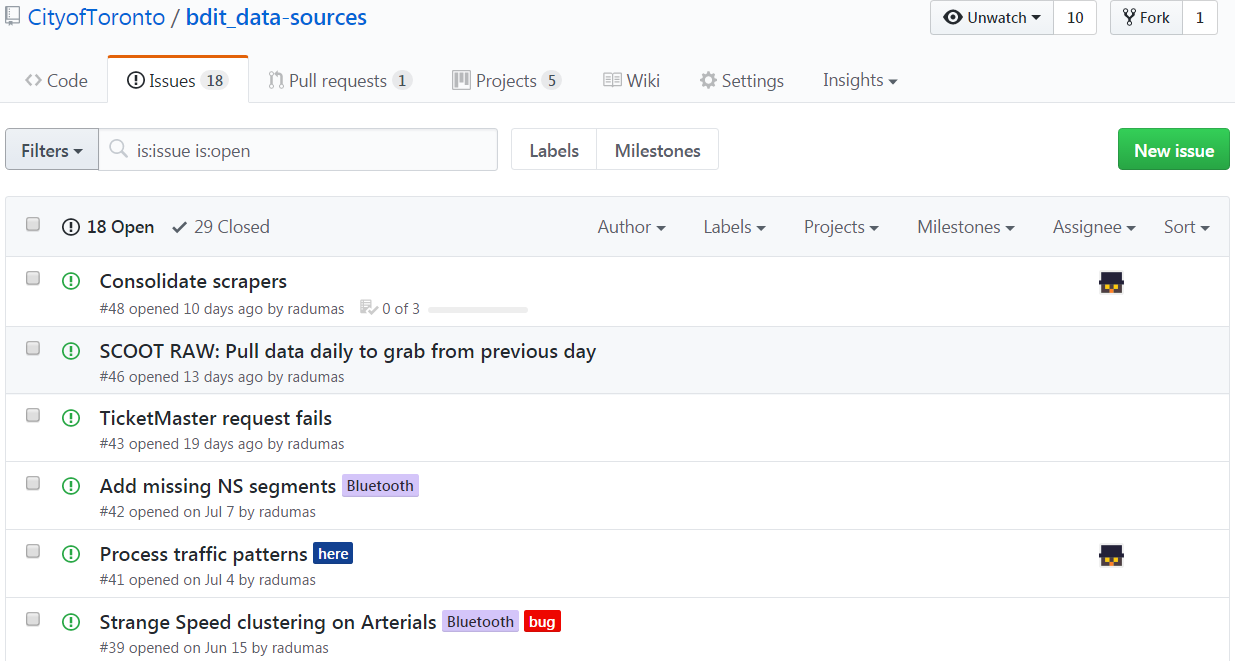 CityofToronto / bdit_data-sources
Unwatch 10 Fork 1
Code Issues 18 Pull requests 1 Projects 5 Wiki Settings Insights
Filters is:issue is:open Labels Milestones New issue
18 Open 29 Closed Author Labels Projects Milestones Assignee Sort
Consolidate scrapers
#48 opened 10 days ago by radumas 0 of 3
SCOOT RAW: Pull data daily to grab from previous day
#46 opened 13 days ago by radumas
TicketMaster request fails
#43 opened 19 days ago by radumas
Add missing NS segments Bluetooth
#42 opened on Jul 7 by radumas
Process traffic patterns here
#41 opened on Jul 4 by radumas
Strange Speed clustering on Arterials Bluetooth bug
#39 opened on Jun 15 by radumas